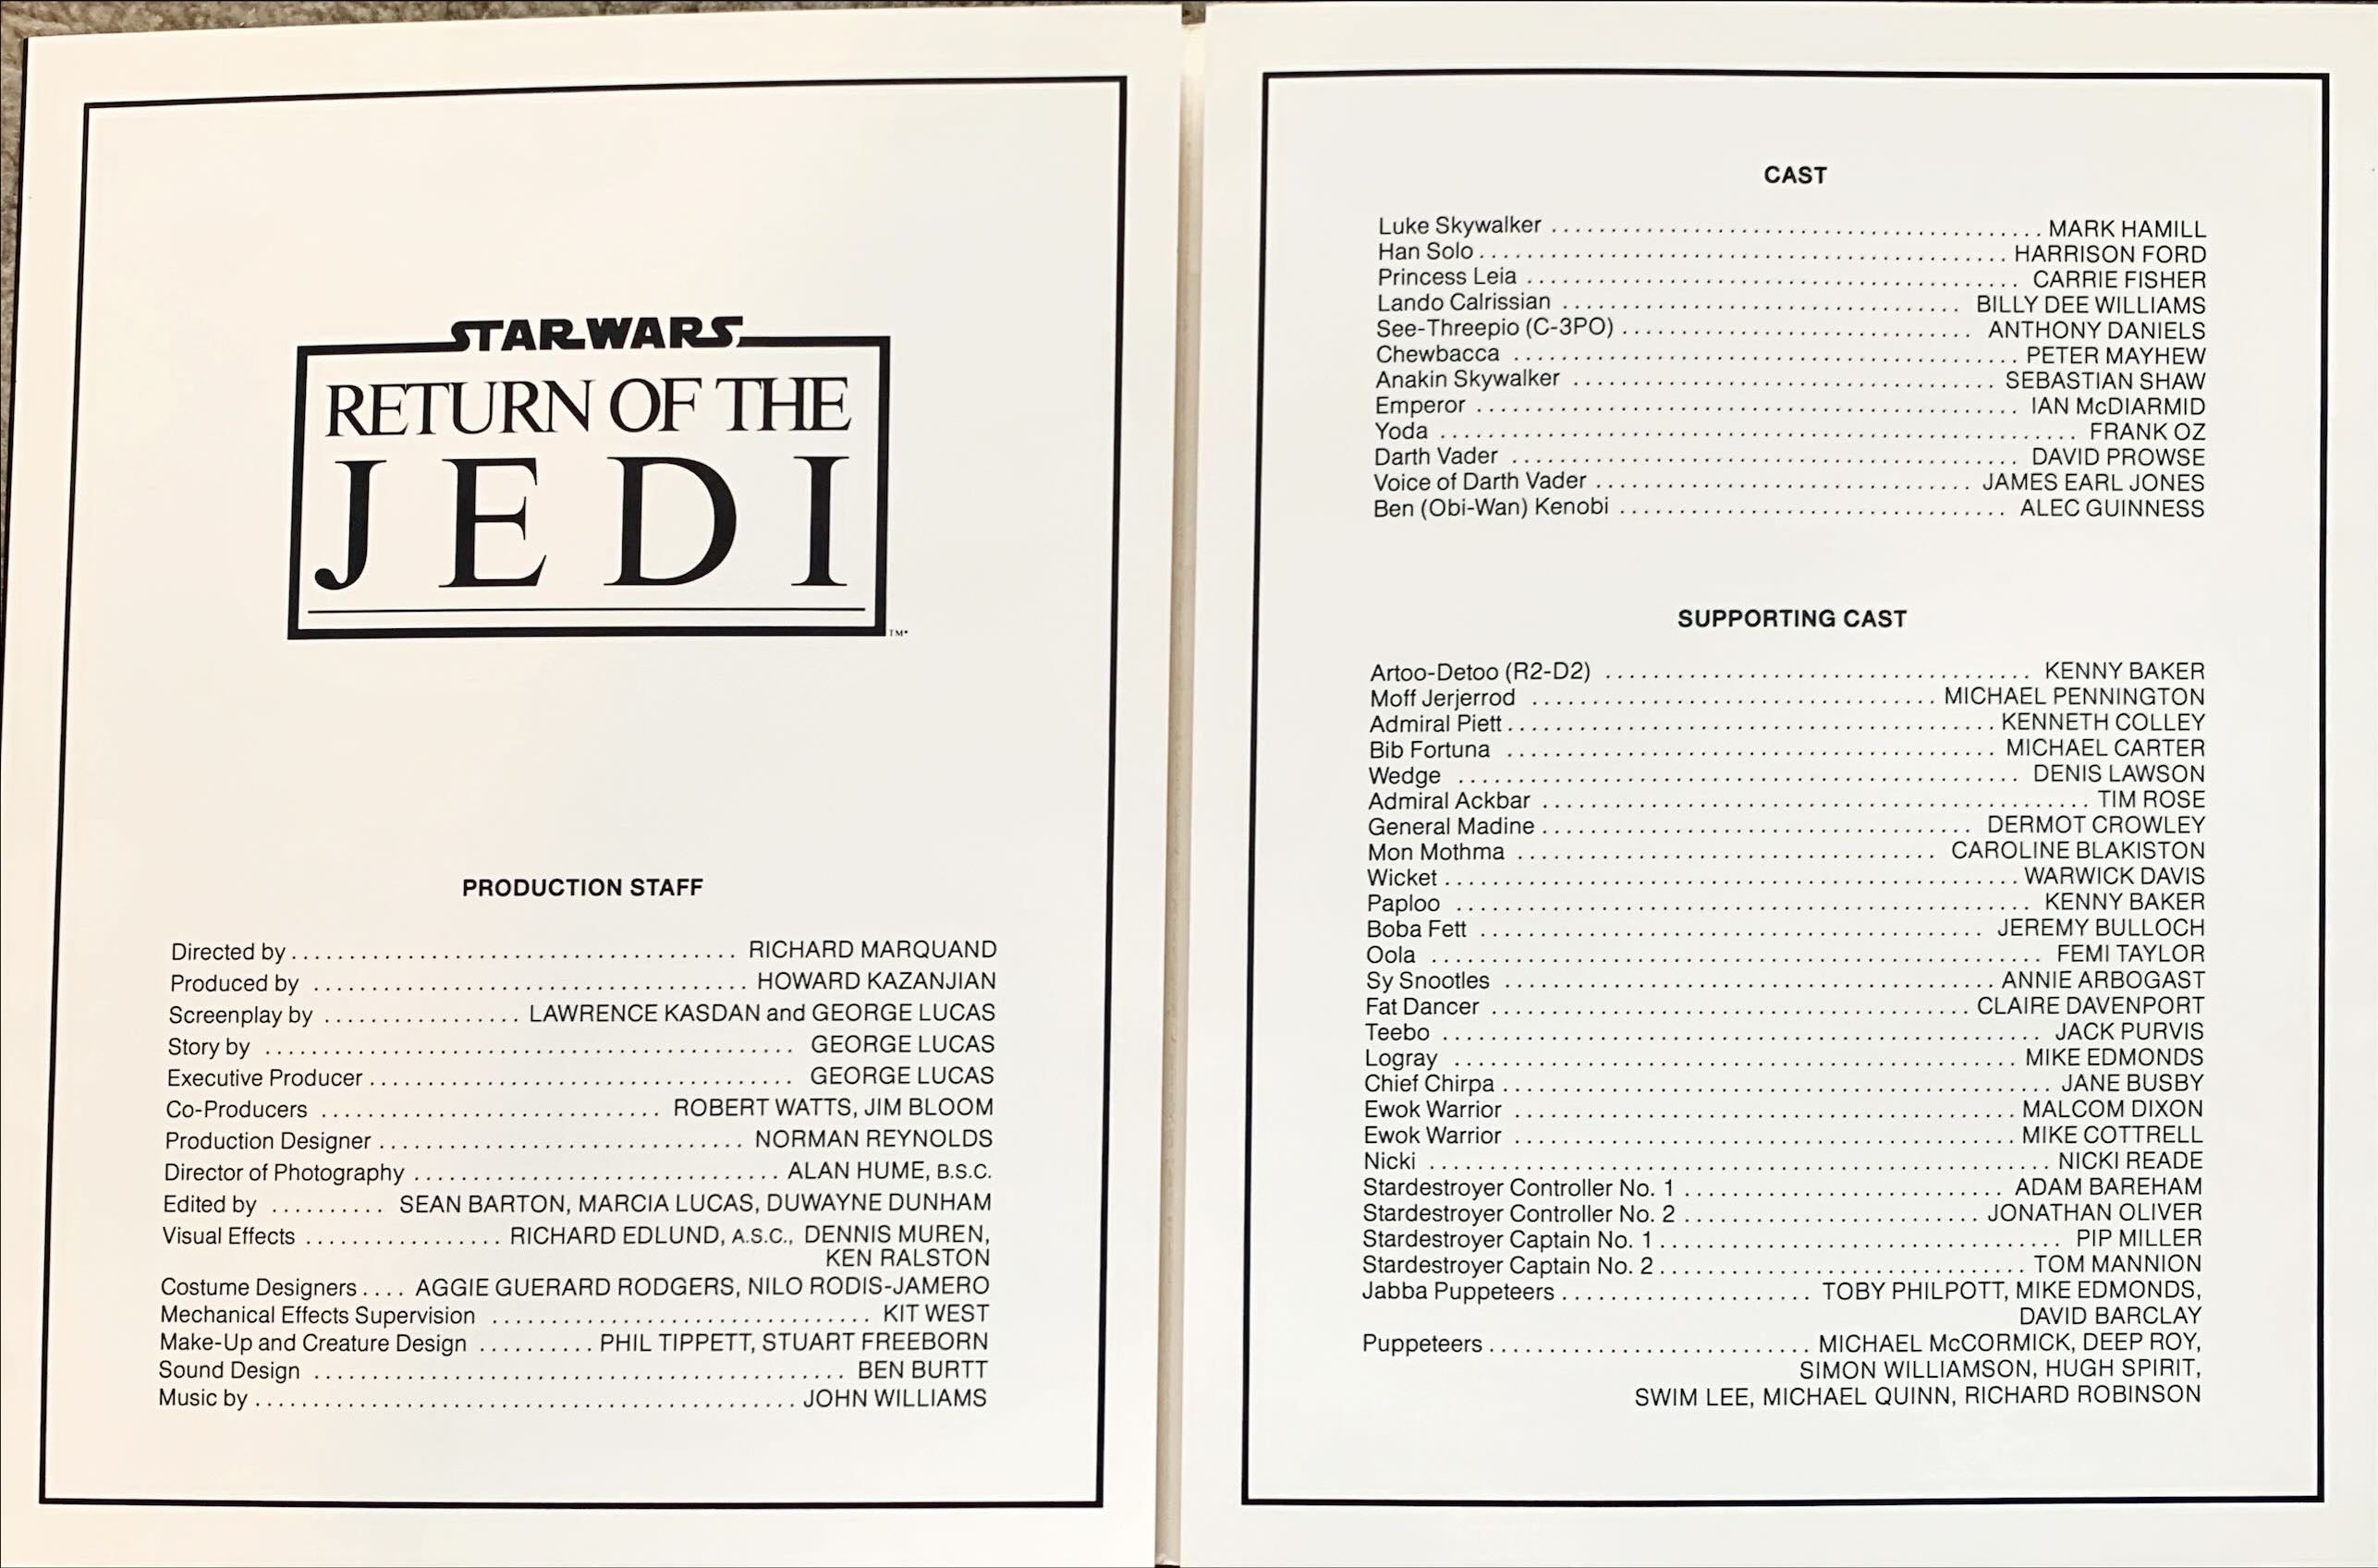 STAR WARS
RETURN OF THE
JEDI
TM*
PRODUCTION STAFF
Directed by ........................................ RICHARD MARQUAND
Produced by ..................................... HOWARD KAZANJIAN
Screenplay by ................. LAWRENCE KASDAN and GEORGE LUCAS
Story by .............................................. GEORGE LUCAS
Executive Producer ..................................... GEORGE LUCAS
Co-Producers ............................. ROBERT WATTS, JIM BLOOM
Production Designer ................................ NORMAN REYNOLDS
Director of Photography ................................ ALAN HUME, B.S.C.
Edited by .......... SEAN BARTON, MARCIA LUCAS, DUWAYNE DUNHAM
Visual Effects ................. RICHARD EDLUND, A.S.C., DENNIS MUREN,
KEN RALSTON
Costume Designers .... AGGIE GUERARD RODGERS, NILO RODIS-JAMERO
Mechanical Effects Supervision ................................. KIT WEST
Make-Up and Creature Design .......... PHIL TIPPETT, STUART FREEBORN
Sound Design .............................................. BEN BURTT
Music by ................................................ JOHN WILLIAMS
CAST
Luke Skywalker .......................................... MARK HAMILL
Han Solo ............................................. HARRISON FORD
Princess Leia .......................................... CARRIE FISHER
Lando Calrissian .................................. BILLY DEE WILLIAMS
See-Threepio (C-3PO) .............................. ANTHONY DANIELS
Chewbacca ........................................... PETER MAYHEW
Anakin Skywalker .................................... SEBASTIAN SHAW
Emperor .............................................. IAN McDIARMID
Yoda ...................................................... FRANK OZ
Darth Vader ........................................... DAVID PROWSE
Voice of Darth Vader ................................ JAMES EARL JONES
Ben (Obi-Wan) Kenobi ................................. ALEC GUINNESS
SUPPORTING CAST
Artoo-Detoo (R2-D2) .................................... KENNY BAKER
Moff Jerjerrod .................................. MICHAEL PENNINGTON
Admiral Piett .......................................... KENNETH COLLEY
Bib Fortuna .......................................... MICHAEL CARTER
Wedge ................................................ DENIS LAWSON
Admiral Ackbar ............................................... TIM ROSE
General Madine .................................... DERMOT CROWLEY
Mon Mothma .................................... CAROLINE BLAKISTON
Wicket ................................................. WARWICK DAVIS
Paploo ................................................. KENNY BAKER
Boba Fett ........................................... JEREMY BULLOCH
Oola .................................................... FEMI TAYLOR
Sy Snootles .......................................... ANNIE ARBOGAST
Fat Dancer ......................................... CLAIRE DAVENPORT
Teebo ................................................... JACK PURVIS
Logray ................................................ MIKE EDMONDS
Chief Chirpa ............................................... JANE BUSBY
Ewok Warrior ........................................... MALCOM DIXON
Ewok Warrior ........................................... MIKE COTTRELL
Nicki ..................................................... NICKI READE
Stardestroyer Controller No. 1 ........................... ADAM BAREHAM
Stardestroyer Controller No. 2 ......................... JONATHAN OLIVER
Stardestroyer Captain No. 1 .................................. PIP MILLER
Stardestroyer Captain No. 2 ............................... TOM MANNION
Jabba Puppeteers ..................... TOBY PHILPOTT, MIKE EDMONDS,
DAVID BARCLAY
Puppeteers ........................... MICHAEL McCORMICK, DEEP ROY,
SIMON WILLIAMSON, HUGH SPIRIT,
SWIM LEE, MICHAEL QUINN, RICHARD ROBINSON